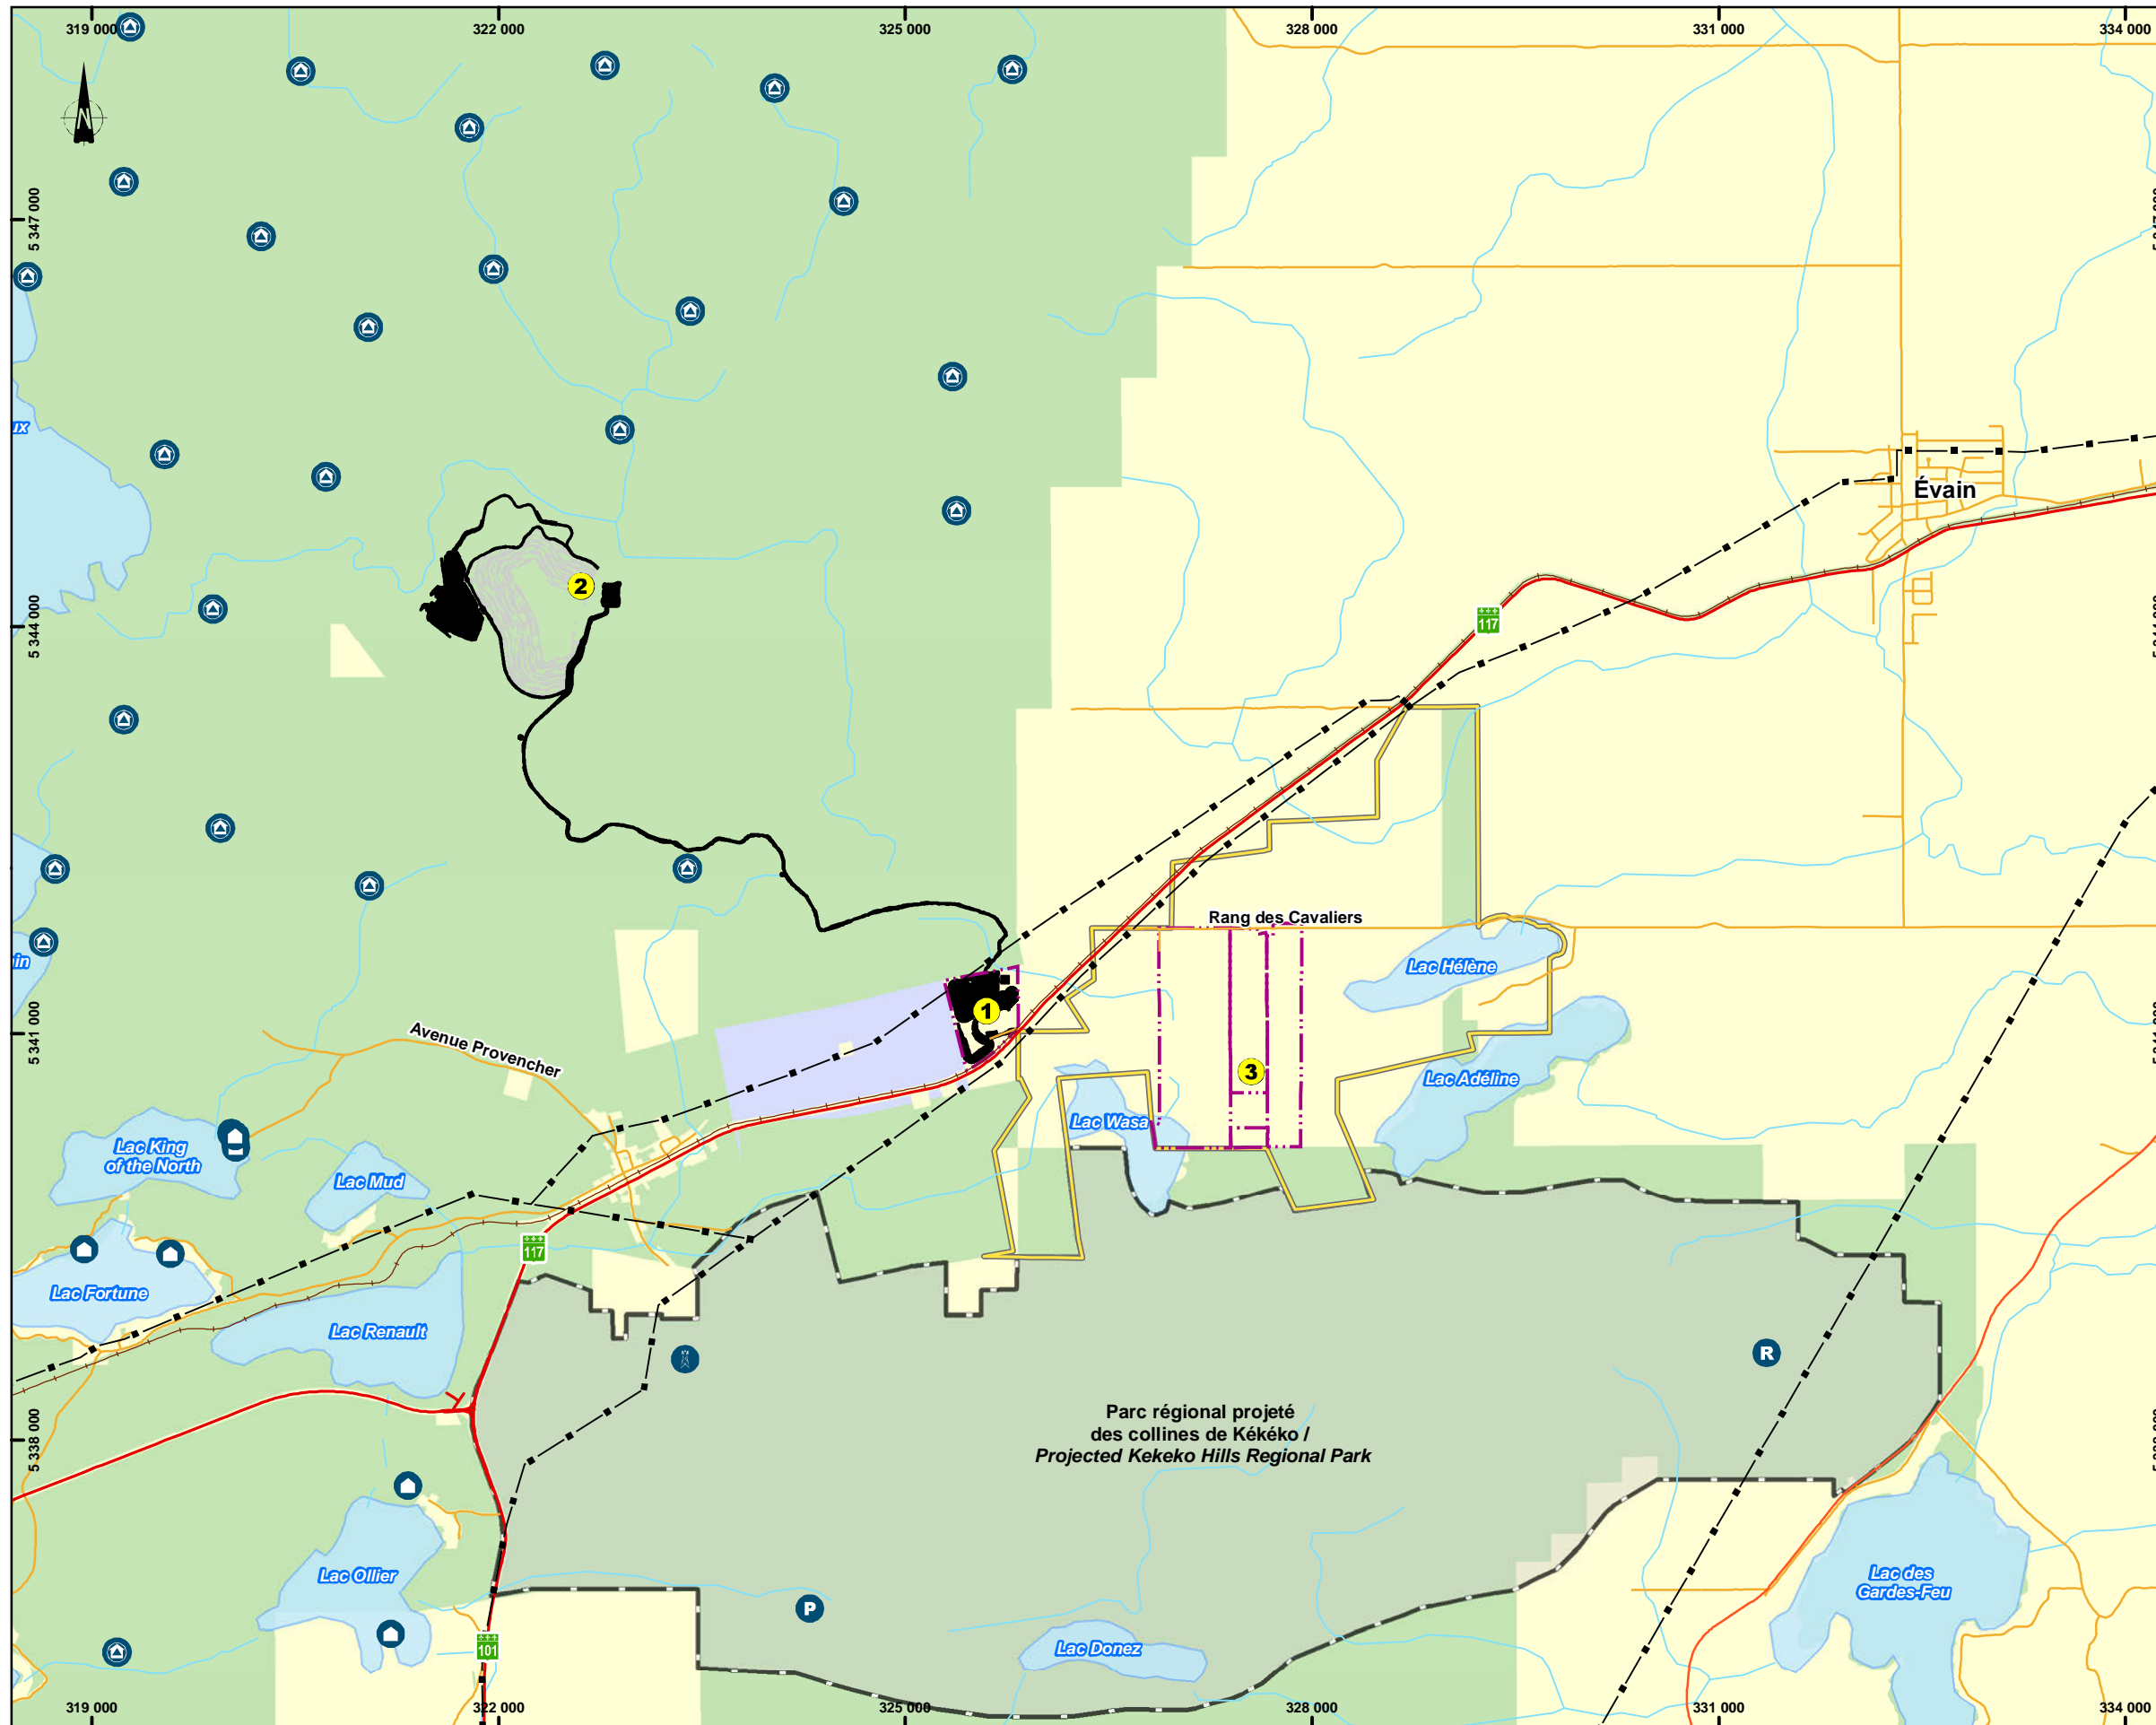 319 000
322 000
325 000
328 000
331 000
334 000
N
5 347 000
ux
Évain
5 344 000
117
Rang des Cavaliers
in
Lac Hélène
1
2
3
5 341 000
Avenue Provencher
Lac Adéline
Lac Wasa
Lac King
of the North
Lac Mud
117
Lac Fortune
Lac Renault
R
Parc régional projeté
des collines de Kékéko /
Projected Kekeko Hills Regional Park
5 338 000
Lac Ollier
Lac des
Gardes-Feu
P
101
Lac Donez
319 000
322 000
325 000
328 000
331 000
334 000